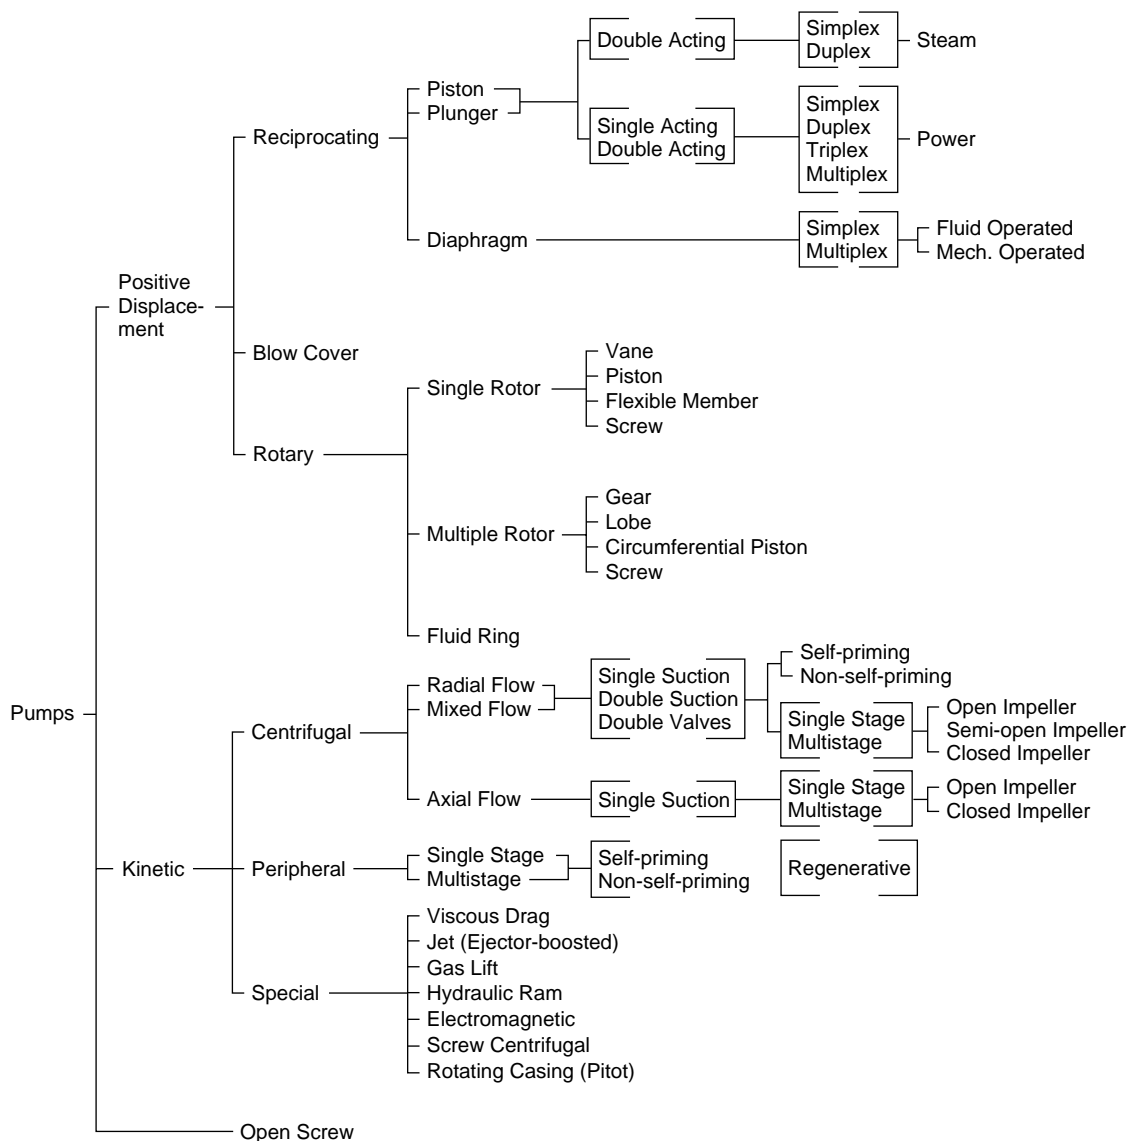 Double Acting
Simplex
Duplex
Steam
Piston
Plunger
Reciprocating
Single Acting
Double Acting
Simplex
Duplex
Triplex
Multiplex
Power
Diaphragm
Simplex
Multiplex
Fluid Operated
Mech. Operated
Positive
Displace-
ment
Blow Cover
Rotary
Single Rotor
Vane
Piston
Flexible Member
Screw
Multiple Rotor
Gear
Lobe
Circumferential Piston
Screw
Fluid Ring
Pumps
Kinetic
Centrifugal
Radial Flow
Mixed Flow
Single Suction
Double Suction
Double Valves
Self-priming
Non-self-priming
Single Stage
Multistage
Open Impeller
Semi-open Impeller
Closed Impeller
Axial Flow
Single Suction
Single Stage
Multistage
Open Impeller
Closed Impeller
Peripheral
Single Stage
Multistage
Self-priming
Non-self-priming
Regenerative
Special
Viscous Drag
Jet (Ejector-boosted)
Gas Lift
Hydraulic Ram
Electromagnetic
Screw Centrifugal
Rotating Casing (Pitot)
Open Screw